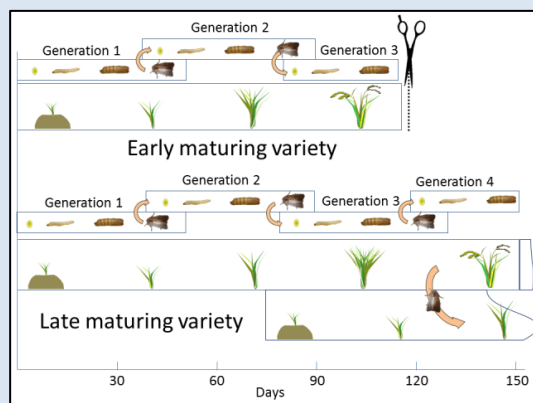 Generation 2
Generation 1
Generation 3
Early maturing variety
Generation 1
Generation 2
Generation 3
Generation 4
Late maturing variety
30 60 90 120 150
Days